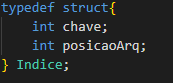 typedef struct{
    int chave;
    int posicaoArq;
} Indice;